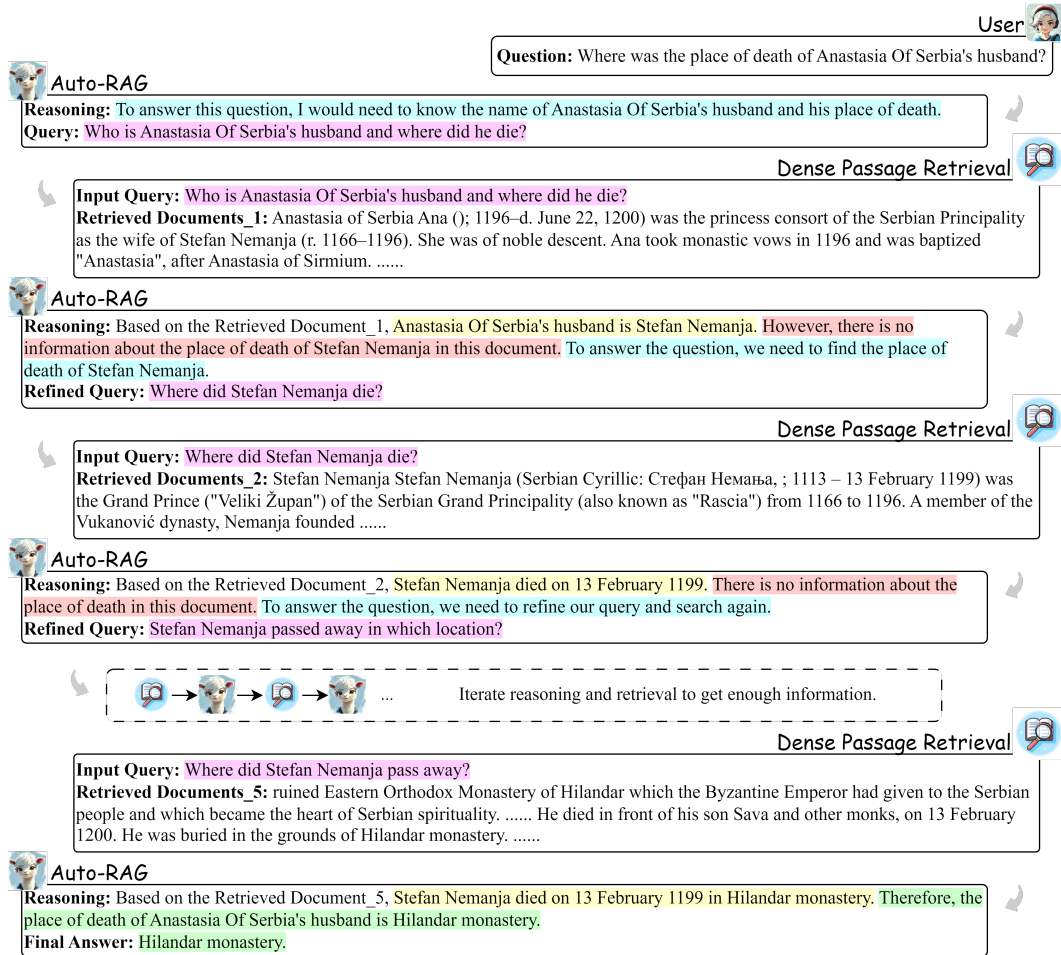 User
Question: Where was the place of death of Anastasia Of Serbia's husband?
Auto-RAG
Reasoning: To answer this question, I would need to know the name of Anastasia Of Serbia's husband and his place of death.
Query: Who is Anastasia Of Serbia's husband and where did he die?
Dense Passage Retrieval
Input Query: Who is Anastasia Of Serbia's husband and where did he die?
Retrieved Documents_1: Anastasia of Serbia Ana (); 1196–d. June 22, 1200) was the princess consort of the Serbian Principality
as the wife of Stefan Nemanja (r. 1166–1196). She was of noble descent. Ana took monastic vows in 1196 and was baptized
"Anastasia", after Anastasia of Sirmium. ......
Auto-RAG
Reasoning: Based on the Retrieved Document_1, Anastasia Of Serbia's husband is Stefan Nemanja. However, there is no
information about the place of death of Stefan Nemanja in this document. To answer the question, we need to find the place of
death of Stefan Nemanja.
Refined Query: Where did Stefan Nemanja die?
Dense Passage Retrieval
Input Query: Where did Stefan Nemanja die?
Retrieved Documents_2: Stefan Nemanja Stefan Nemanja (Serbian Cyrillic: Стефан Немања, ; 1113 – 13 February 1199) was
the Grand Prince ("Veliki Župan") of the Serbian Grand Principality (also known as "Rascia") from 1166 to 1196. A member of the
Vukanović dynasty, Nemanja founded ......
Auto-RAG
Reasoning: Based on the Retrieved Document_2, Stefan Nemanja died on 13 February 1199. There is no information about the
place of death in this document. To answer the question, we need to refine our query and search again.
Refined Query: Stefan Nemanja passed away in which location?
... Iterate reasoning and retrieval to get enough information.
Dense Passage Retrieval
Input Query: Where did Stefan Nemanja pass away?
Retrieved Documents_5: ruined Eastern Orthodox Monastery of Hilandar which the Byzantine Emperor had given to the Serbian
people and which became the heart of Serbian spirituality. ...... He died in front of his son Sava and other monks, on 13 February
1200. He was buried in the grounds of Hilandar monastery. ......
Auto-RAG
Reasoning: Based on the Retrieved Document_5, Stefan Nemanja died on 13 February 1199 in Hilandar monastery. Therefore, the
place of death of Anastasia Of Serbia's husband is Hilandar monastery.
Final Answer: Hilandar monastery.